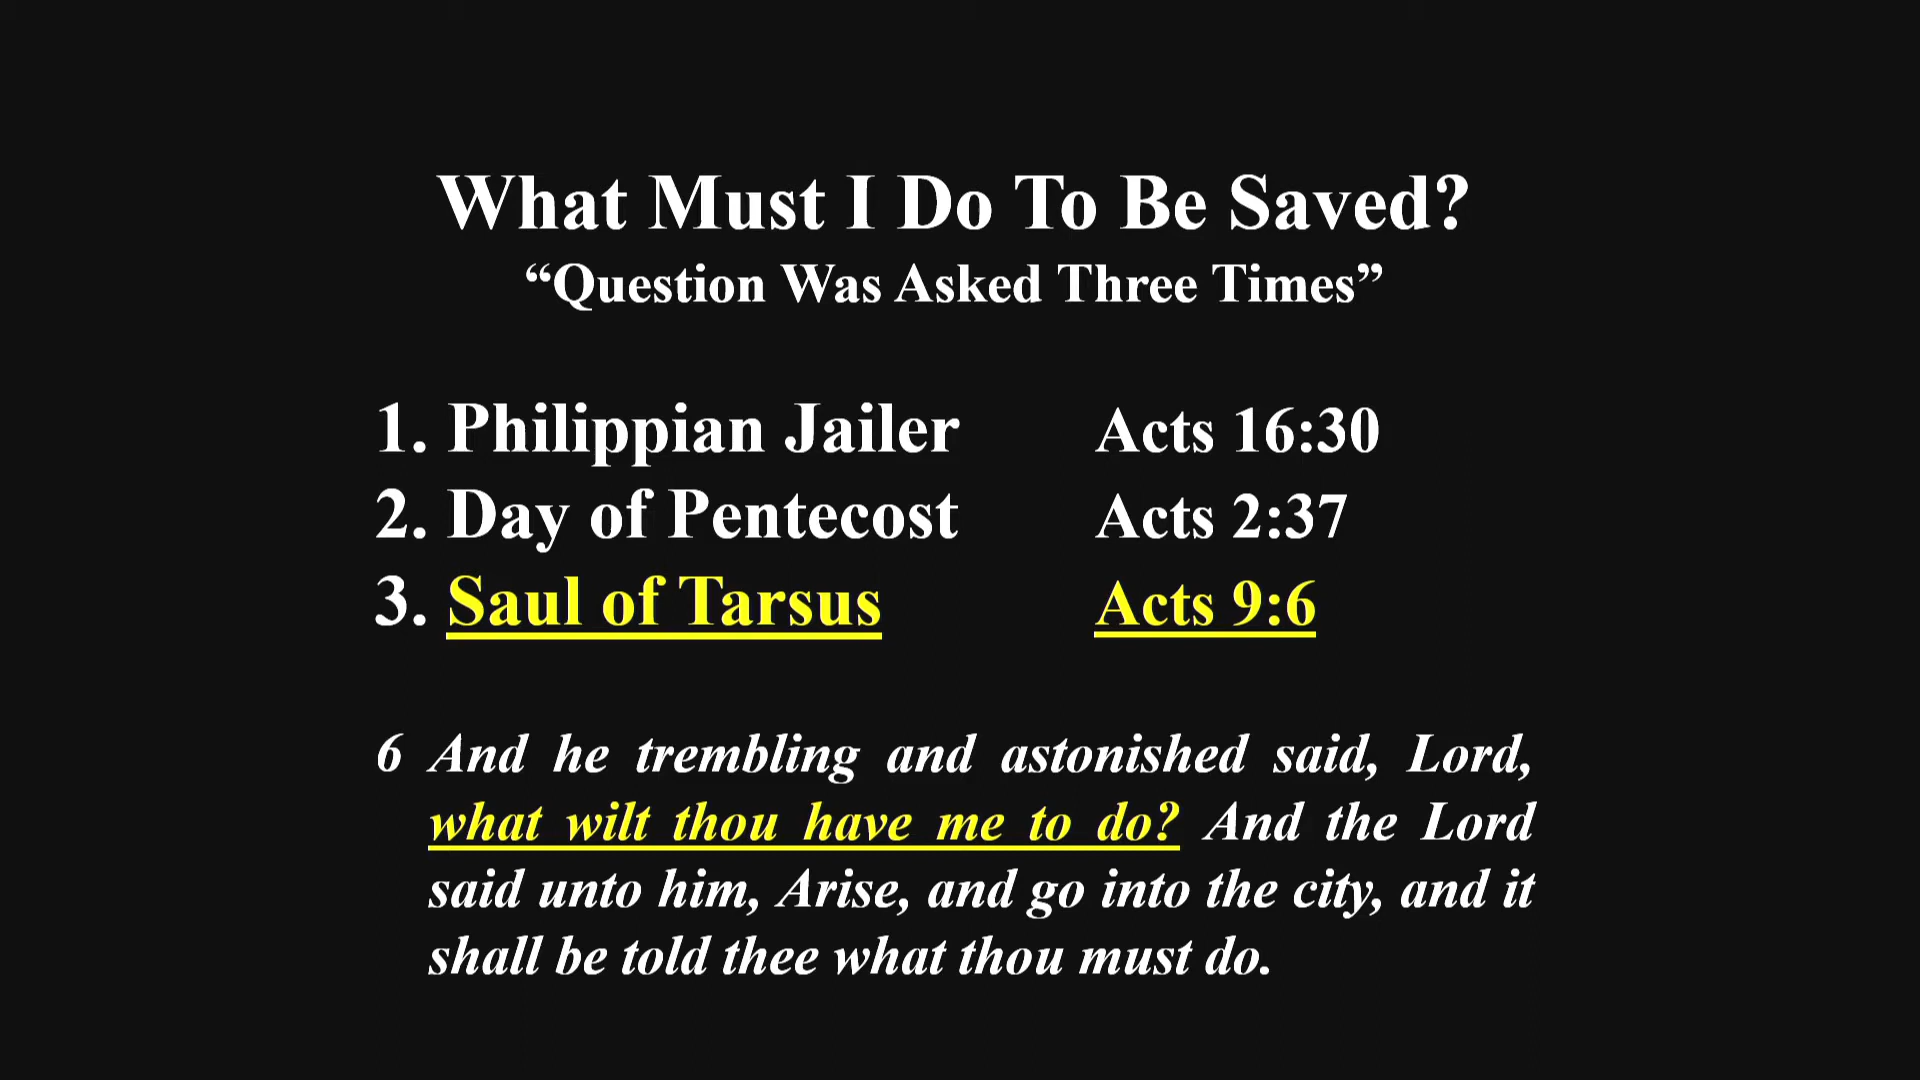 What Must I Do To Be Saved?
“Question Was Asked Three Times”
1. Philippian Jailer Acts 16:30
2. Day of Pentecost Acts 2:37
3. Saul of Tarsus Acts 9:6
6 And he trembling and astonished said, Lord,
what wilt thou have me to do? And the Lord
said unto him, Arise, and go into the city, and it
shall be told thee what thou must do.